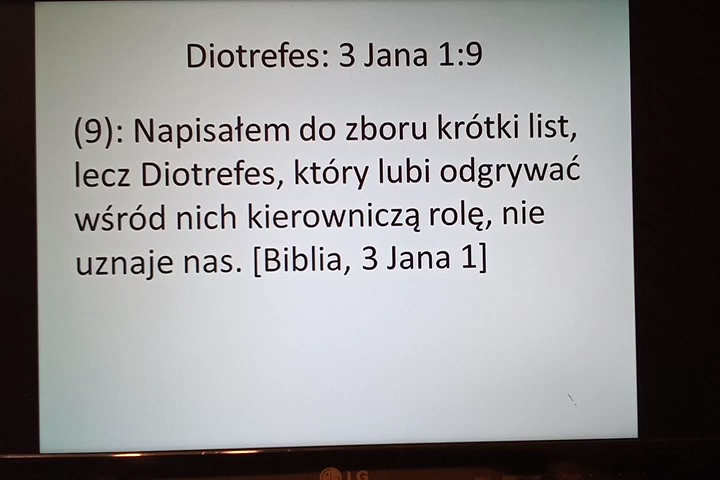 Diotrefes: 3 Jana 1:9
(9): Napisałem do zboru krótki list,
lecz Diotrefes, który lubi odgrywać
wśród nich kierowniczą rolę, nie
uznaje nas. [Biblia, 3 Jana 1]
LG